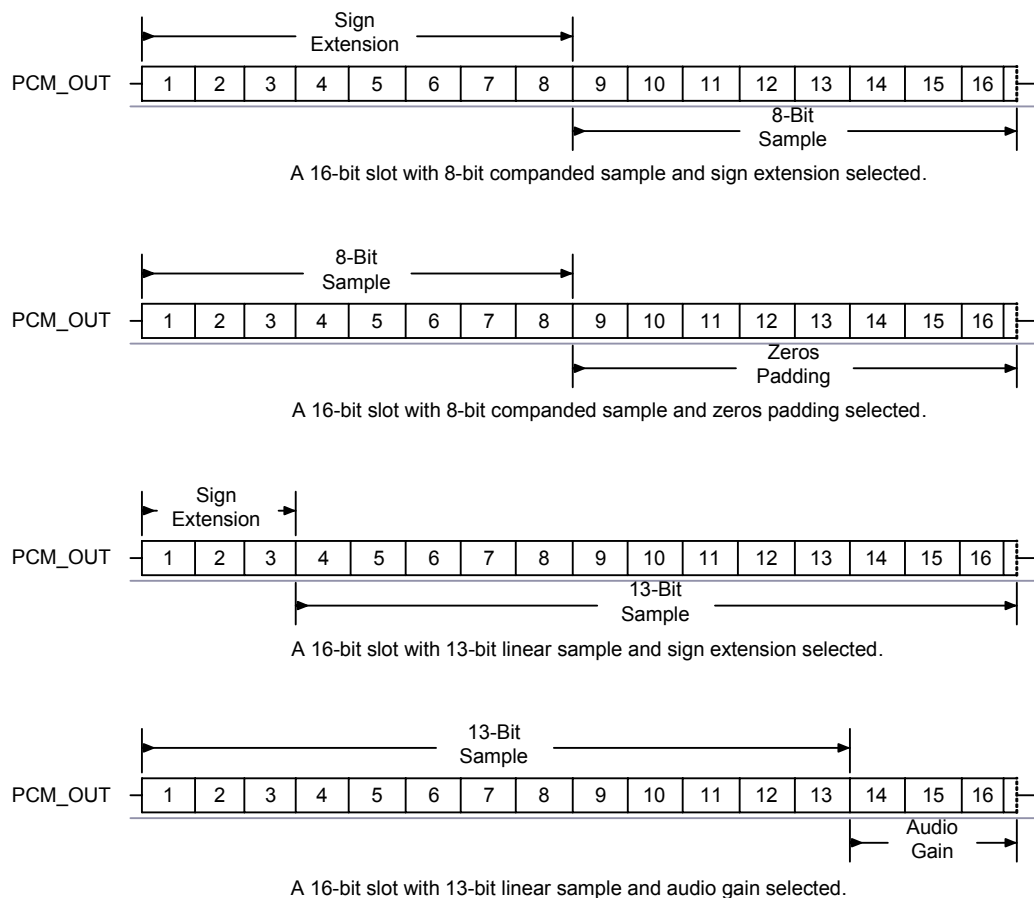 Sign
Extension
PCM_OUT 1 2 3 4 5 6 7 8 9 10 11 12 13 14 15 16
8-Bit
Sample
A 16-bit slot with 8-bit companded sample and sign extension selected.
8-Bit
Sample
PCM_OUT 1 2 3 4 5 6 7 8 9 10 11 12 13 14 15 16
Zeros
Padding
A 16-bit slot with 8-bit companded sample and zeros padding selected.
Sign
Extension
PCM_OUT 1 2 3 4 5 6 7 8 9 10 11 12 13 14 15 16
13-Bit
Sample
A 16-bit slot with 13-bit linear sample and sign extension selected.
13-Bit
Sample
PCM_OUT 1 2 3 4 5 6 7 8 9 10 11 12 13 14 15 16
Audio
Gain
A 16-bit slot with 13-bit linear sample and audio gain selected.